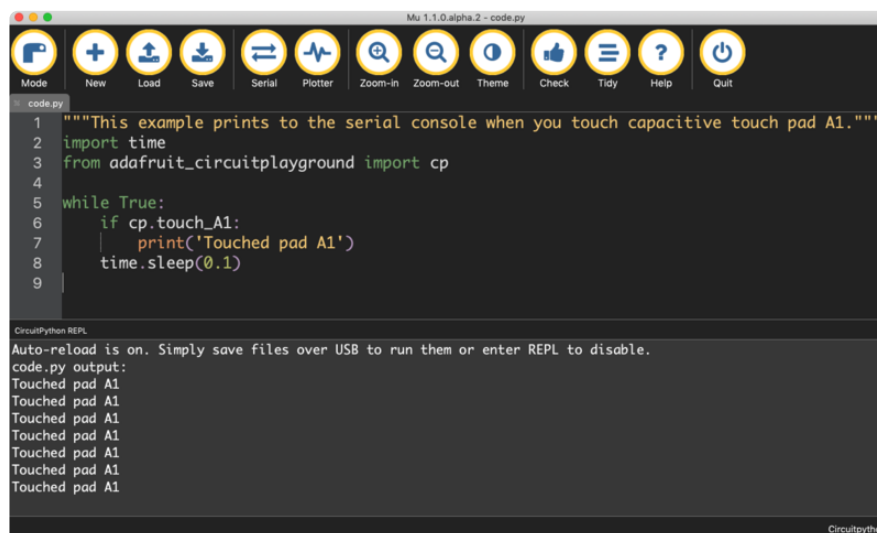 Mu 1.1.0.alpha.2 - code.py
Mode New Load Save Serial Plotter Zoom-in Zoom-out Theme Check Tidy Help Quit
code.py
1 """This example prints to the serial console when you touch capacitive touch pad A1."""
2 import time
3 from adafruit_circuitplayground import cp
4
5 while True:
6     if cp.touch_A1:
7         print('Touched pad A1')
8     time.sleep(0.1)
9
CircuitPython REPL
Auto-reload is on. Simply save files over USB to run them or enter REPL to disable.
code.py output:
Touched pad A1
Touched pad A1
Touched pad A1
Touched pad A1
Touched pad A1
Touched pad A1
Touched pad A1